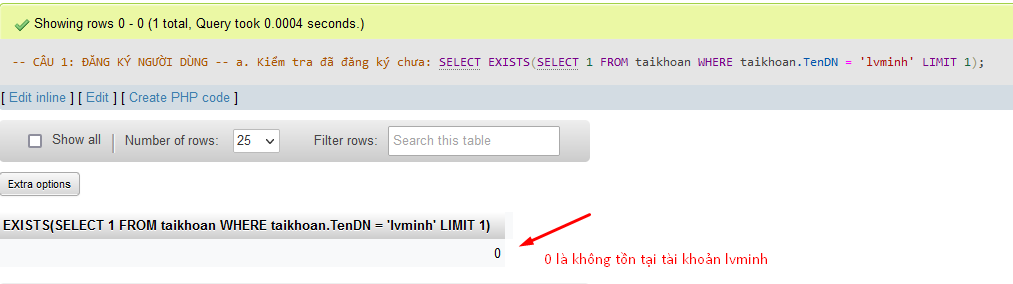 Showing rows 0 - 0 (1 total, Query took 0.0004 seconds.)
-- CÂU 1: ĐĂNG KÝ NGƯỜI DÙNG -- a. Kiểm tra đã đăng ký chưa: SELECT EXISTS(SELECT 1 FROM taikhoan WHERE taikhoan.TenDN = 'lvminh' LIMIT 1);
[ Edit inline ] [ Edit ] [ Create PHP code ]
Show all Number of rows: 25 Filter rows: Search this table
Extra options
EXISTS(SELECT 1 FROM taikhoan WHERE taikhoan.TenDN = 'lvminh' LIMIT 1)
0
0 là không tồn tại tài khoản lvminh